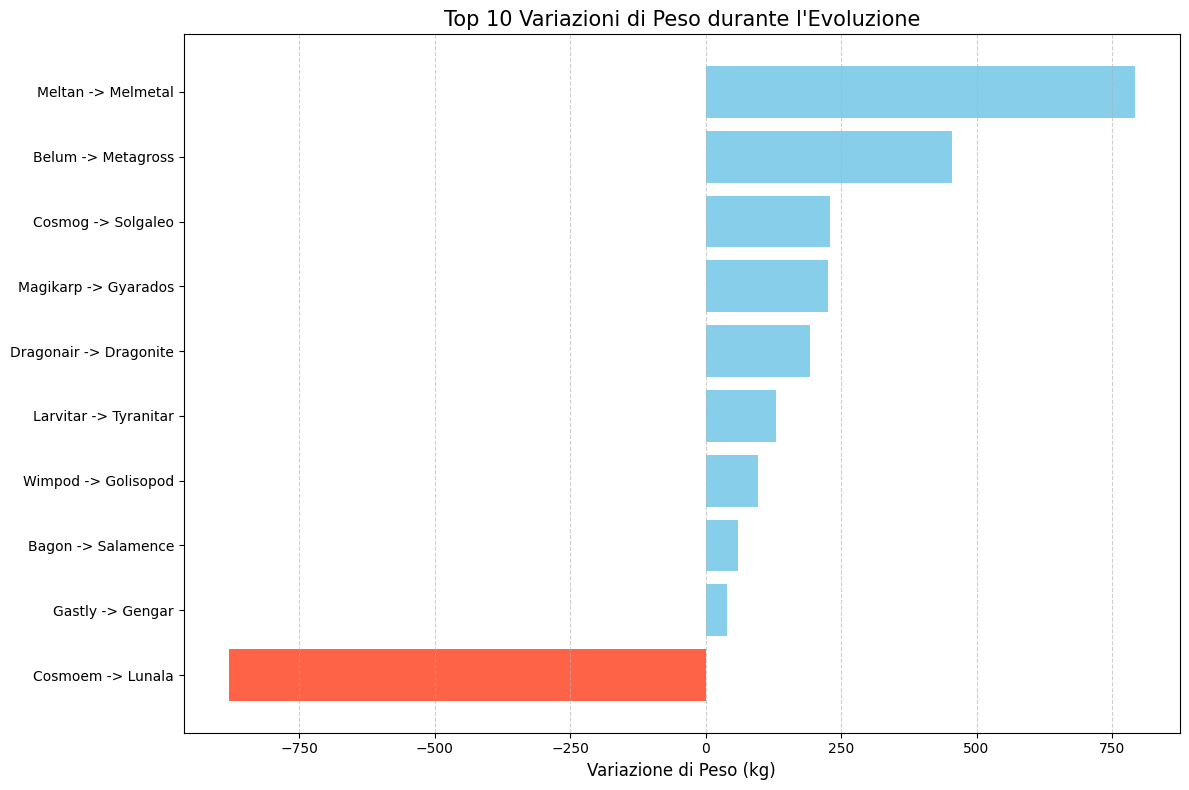 Top 10 Variazioni di Peso durante l'Evoluzione
Meltan -> Melmetal
Belum -> Metagross
Cosmog -> Solgaleo
Magikarp -> Gyarados
Dragonair -> Dragonite
Larvitar -> Tyranitar
Wimpod -> Golisopod
Bagon -> Salamence
Gastly -> Gengar
Cosmoem -> Lunala
−750 −500 −250 0 250 500 750
Variazione di Peso (kg)